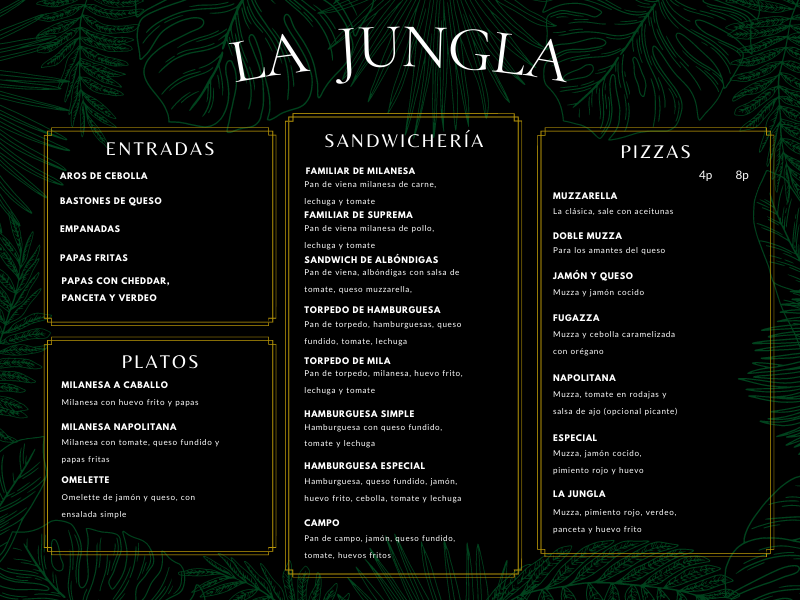 LA JUNGLA
ENTRADAS
AROS DE CEBOLLA
BASTONES DE QUESO
EMPANADAS
PAPAS FRITAS
PAPAS CON CHEDDAR,
PANCETA Y VERDEO
PLATOS
MILANESA A CABALLO
Milanesa con huevo frito y papas
MILANESA NAPOLITANA
Milanesa con tomate, queso fundido y
papas fritas
OMELETTE
Omelette de jamón y queso, con
ensalada simple
SANDWICHERÍA
FAMILIAR DE MILANESA
Pan de viena milanesa de carne,
lechuga y tomate
FAMILIAR DE SUPREMA
Pan de viena milanesa de pollo,
lechuga y tomate
SANDWICH DE ALBÓNDIGAS
Pan de viena, albóndigas con salsa de
tomate, queso muzzarella,
TORPEDO DE HAMBURGUESA
Pan de torpedo, hamburguesas, queso
fundido, tomate, lechuga
TORPEDO DE MILA
Pan de torpedo, milanesa, huevo frito,
lechuga y tomate
HAMBURGUESA SIMPLE
Hamburguesa con queso fundido,
tomate y lechuga
HAMBURGUESA ESPECIAL
Hamburguesa, queso fundido, jamón,
huevo frito, cebolla, tomate y lechuga
CAMPO
Pan de campo, jamón, queso fundido,
tomate, huevos fritos
PIZZAS
4p 8p
MUZZARELLA
La clásica, sale con aceitunas
DOBLE MUZZA
Para los amantes del queso
JAMÓN Y QUESO
Muzza y jamón cocido
FUGAZZA
Muzza y cebolla caramelizada
con orégano
NAPOLITANA
Muzza, tomate en rodajas y
salsa de ajo (opcional picante)
ESPECIAL
Muzza, jamón cocido,
pimiento rojo y huevo
LA JUNGLA
Muzza, pimiento rojo, verdeo,
panceta y huevo frito